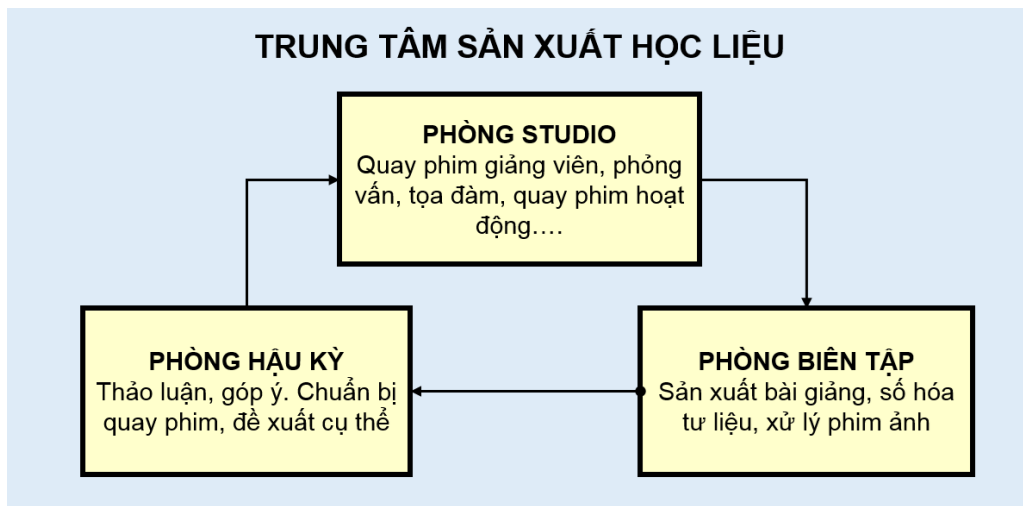 TRUNG TÂM SẢN XUẤT HỌC LIỆU
PHÒNG STUDIO
Quay phim giảng viên, phỏng
vấn, tọa đàm, quay phim hoạt
động....
PHÒNG HẬU KỲ
Thảo luận, góp ý. Chuẩn bị
quay phim, đề xuất cụ thể
PHÒNG BIÊN TẬP
Sản xuất bài giảng, số hóa
tư liệu, xử lý phim ảnh